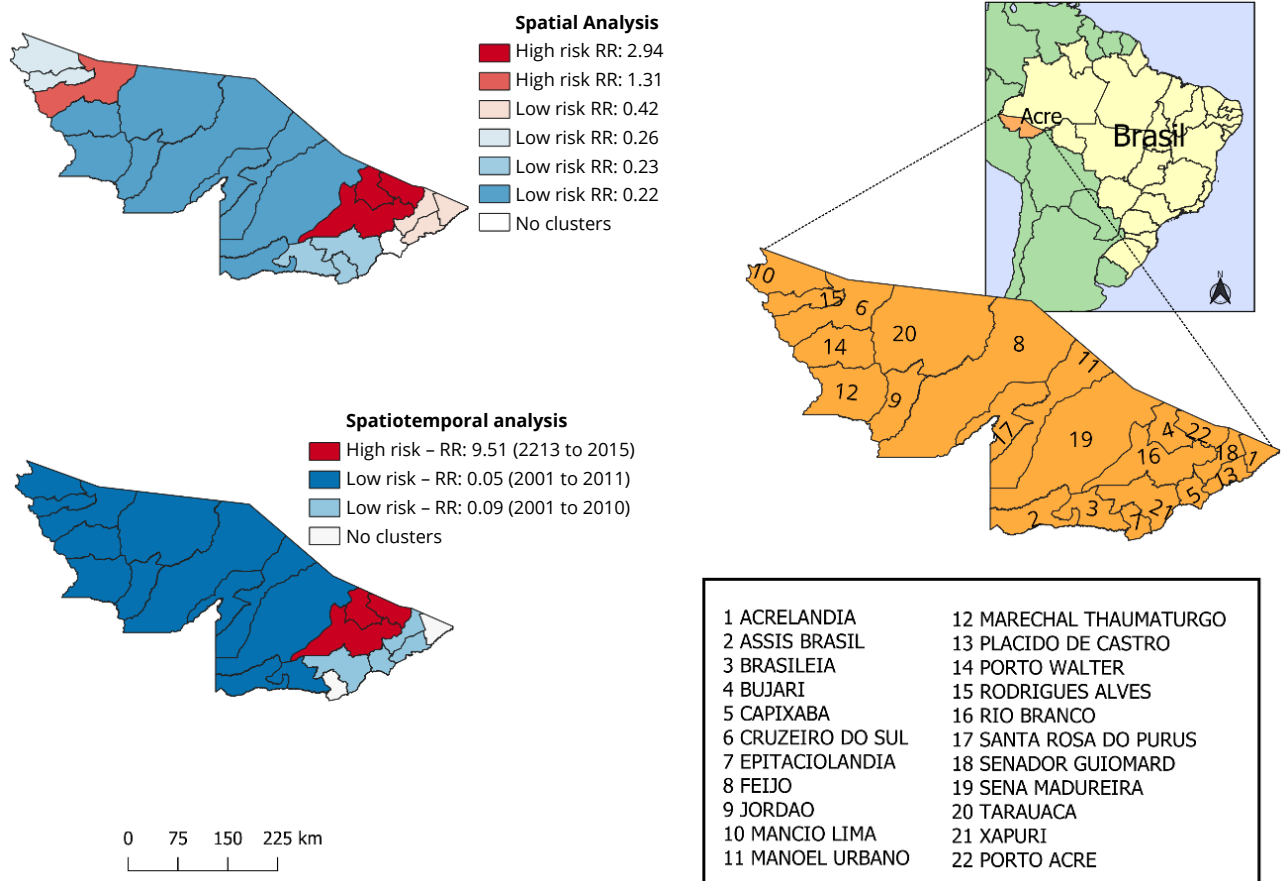 Spatial Analysis
High risk RR: 2.94
High risk RR: 1.31
Low risk RR: 0.42
Low risk RR: 0.26
Low risk RR: 0.23
Low risk RR: 0.22
No clusters
Acre
Brasil
N
10
15
6
20
8
11
14
12
9
17
19
4
22
16
18
1
13
5
3
21
7
2
Spatiotemporal analysis
High risk – RR: 9.51 (2213 to 2015)
Low risk – RR: 0.05 (2001 to 2011)
Low risk – RR: 0.09 (2001 to 2010)
No clusters
0 75 150 225 km
1 ACRELANDIA
2 ASSIS BRASIL
3 BRASILEIA
4 BUJARI
5 CAPIXABA
6 CRUZEIRO DO SUL
7 EPITACIOLANDIA
8 FEIJO
9 JORDAO
10 MANCIO LIMA
11 MANOEL URBANO
12 MARECHAL THAUMATURGO
13 PLACIDO DE CASTRO
14 PORTO WALTER
15 RODRIGUES ALVES
16 RIO BRANCO
17 SANTA ROSA DO PURUS
18 SENADOR GUIOMARD
19 SENA MADUREIRA
20 TARAUACA
21 XAPURI
22 PORTO ACRE